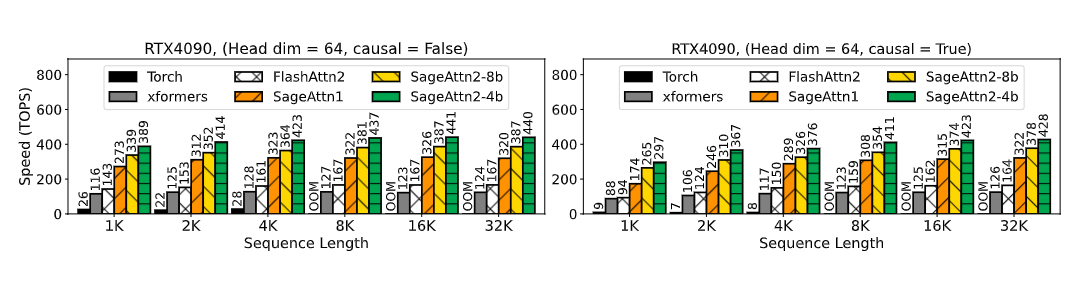 RTX4090, (Head dim = 64, causal = False)
Speed (TOPS)
800
600
400
200
0
Torch FlashAttn2 SageAttn2-8b
xformers SageAttn1 SageAttn2-4b
26 116 143 273 339 389
22 125 153 312 352 414
28 128 161 323 364 423
OOM 127 167 322 381 437
OOM 123 167 326 387 441
OOM 124 167 320 387 440
1K 2K 4K 8K 16K 32K
Sequence Length
RTX4090, (Head dim = 64, causal = True)
800
600
400
200
0
Torch FlashAttn2 SageAttn2-8b
xformers SageAttn1 SageAttn2-4b
9 88 94 174 265 297
7 106 124 246 310 367
8 117 150 289 326 376
OOM 123 159 308 354 411
OOM 125 162 315 374 423
OOM 126 164 322 378 428
1K 2K 4K 8K 16K 32K
Sequence Length